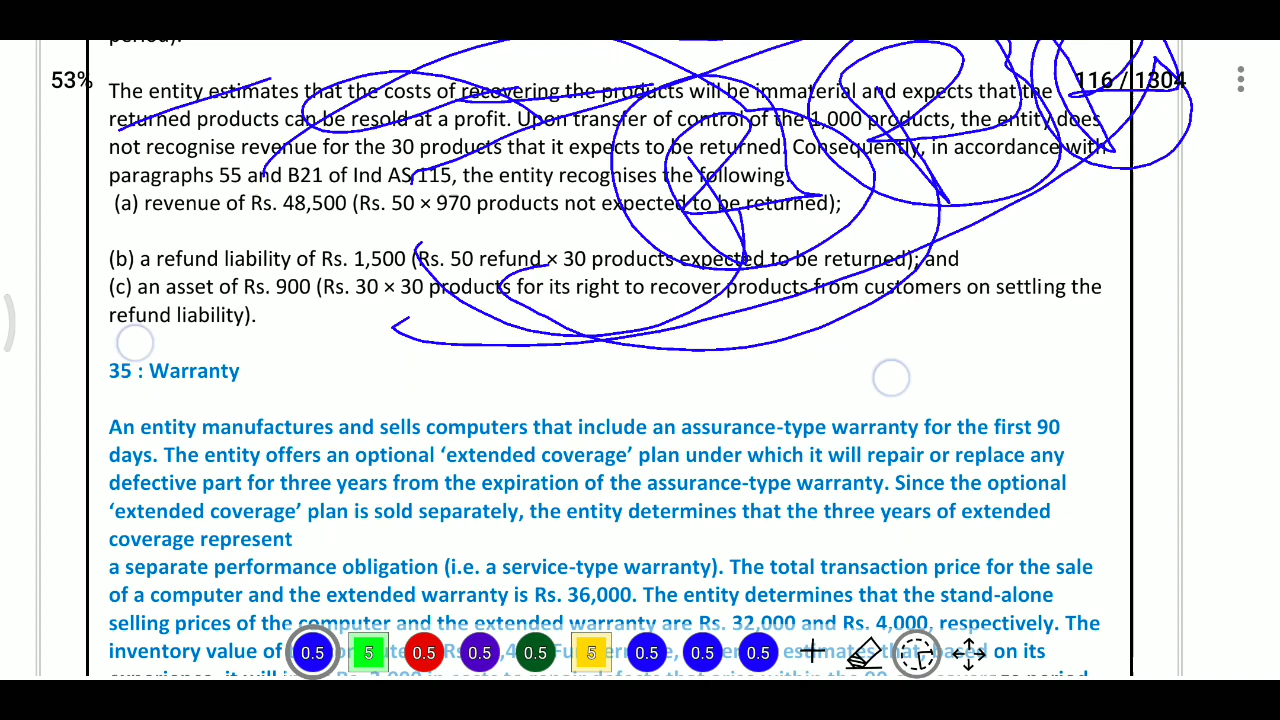 period).
53%
116 / 1304
The entity estimates that the costs of recovering the products will be immaterial and expects that the
returned products can be resold at a profit. Upon transfer of control of the 1,000 products, the entity does
not recognise revenue for the 30 products that it expects to be returned. Consequently, in accordance with
paragraphs 55 and B21 of Ind AS 115, the entity recognises the following:
(a) revenue of Rs. 48,500 (Rs. 50 × 970 products not expected to be returned);
(b) a refund liability of Rs. 1,500 (Rs. 50 refund × 30 products expected to be returned); and
(c) an asset of Rs. 900 (Rs. 30 × 30 products for its right to recover products from customers on settling the
refund liability).
35 : Warranty
An entity manufactures and sells computers that include an assurance-type warranty for the first 90
days. The entity offers an optional ‘extended coverage’ plan under which it will repair or replace any
defective part for three years from the expiration of the assurance-type warranty. Since the optional
‘extended coverage’ plan is sold separately, the entity determines that the three years of extended
coverage represent
a separate performance obligation (i.e. a service-type warranty). The total transaction price for the sale
of a computer and the extended warranty is Rs. 36,000. The entity determines that the stand-alone
selling prices of the computer and the extended warranty are Rs. 32,000 and Rs. 4,000, respectively. The
inventory value of on its
0.5 5 0.5 0.5 0.5 5 0.5 0.5 0.5